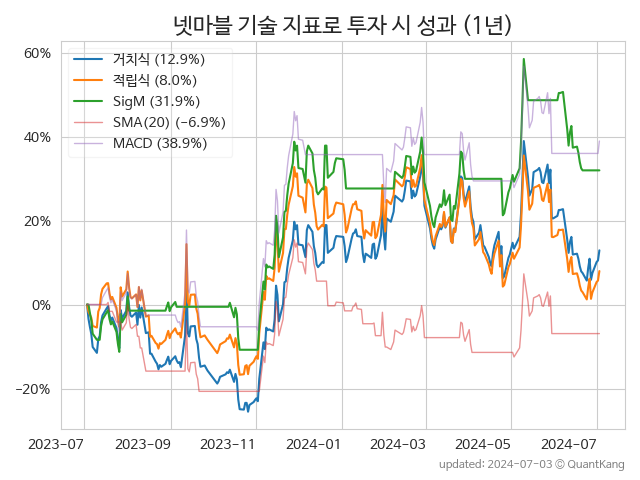 넷마블 기술 지표로 투자 시 성과 (1년)
거치식 (12.9%)
적립식 (8.0%)
SigM (31.9%)
SMA(20) (−6.9%)
MACD (38.9%)
60%
40%
20%
0%
−20%
2023-07 2023-09 2023-11 2024-01 2024-03 2024-05 2024-07
updated: 2024-07-03 ⓒ QuantKang